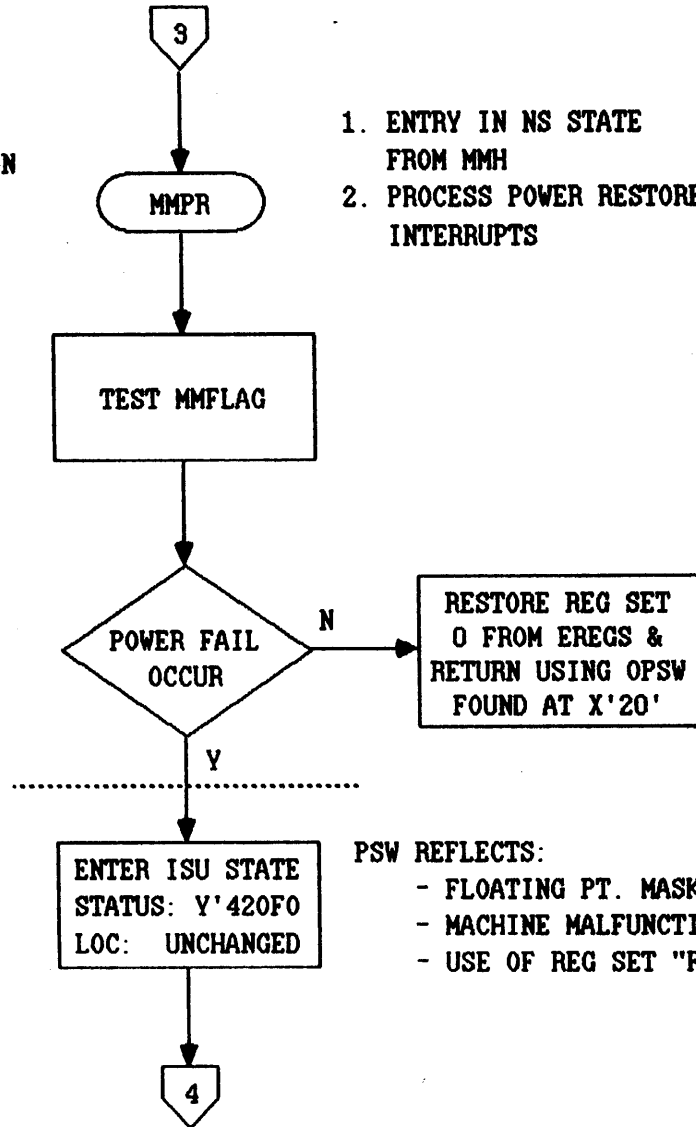 3
N
1. ENTRY IN NS STATE
FROM MMH
2. PROCESS POWER RESTORE
INTERRUPTS
MMPR
TEST MMFLAG
POWER FAIL
OCCUR
N
RESTORE REG SET
0 FROM EREGS &
RETURN USING OPSW
FOUND AT X'20'
Y
ENTER ISU STATE
STATUS: Y'420F0
LOC: UNCHANGED
PSW REFLECTS:
- FLOATING PT. MASK
- MACHINE
- USE OF REG SET
4